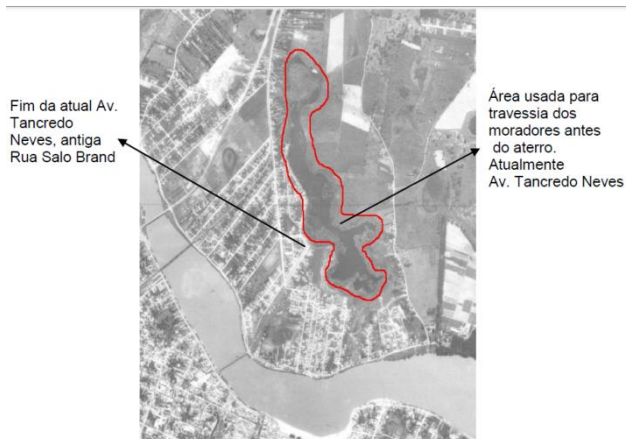 Fim da atual Av.
Tancredo
Neves, antiga
Rua Salo Brand
Área usada para
travessia dos
moradores antes
do aterro.
Atualmente
Av. Tancredo Neves